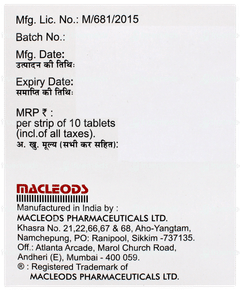 Mfg. Lic. No.: M/681/2015
Batch No.:
Mfg. Date:
उत्पादन की तिथि:
Expiry Date:
समाप्ति की तिथि:
MRP ₹ :
per strip of 10 tablets
(incl.of all taxes).
अ. खु. मूल्य (सभी कर सहित):
MACLEODS
Manufactured in India by :
MACLEODS PHARMACEUTICALS LTD.
Khasra No. 21,22,66,67 & 68, Aho-Yangtam,
Namchepung, PO: Ranipool, Sikkim -737135.
Off.: Atlanta Arcade, Marol Church Road,
Andheri (E), Mumbai - 400 059.
® : Registered Trademark of
MACLEODS PHARMACEUTICALS LTD.